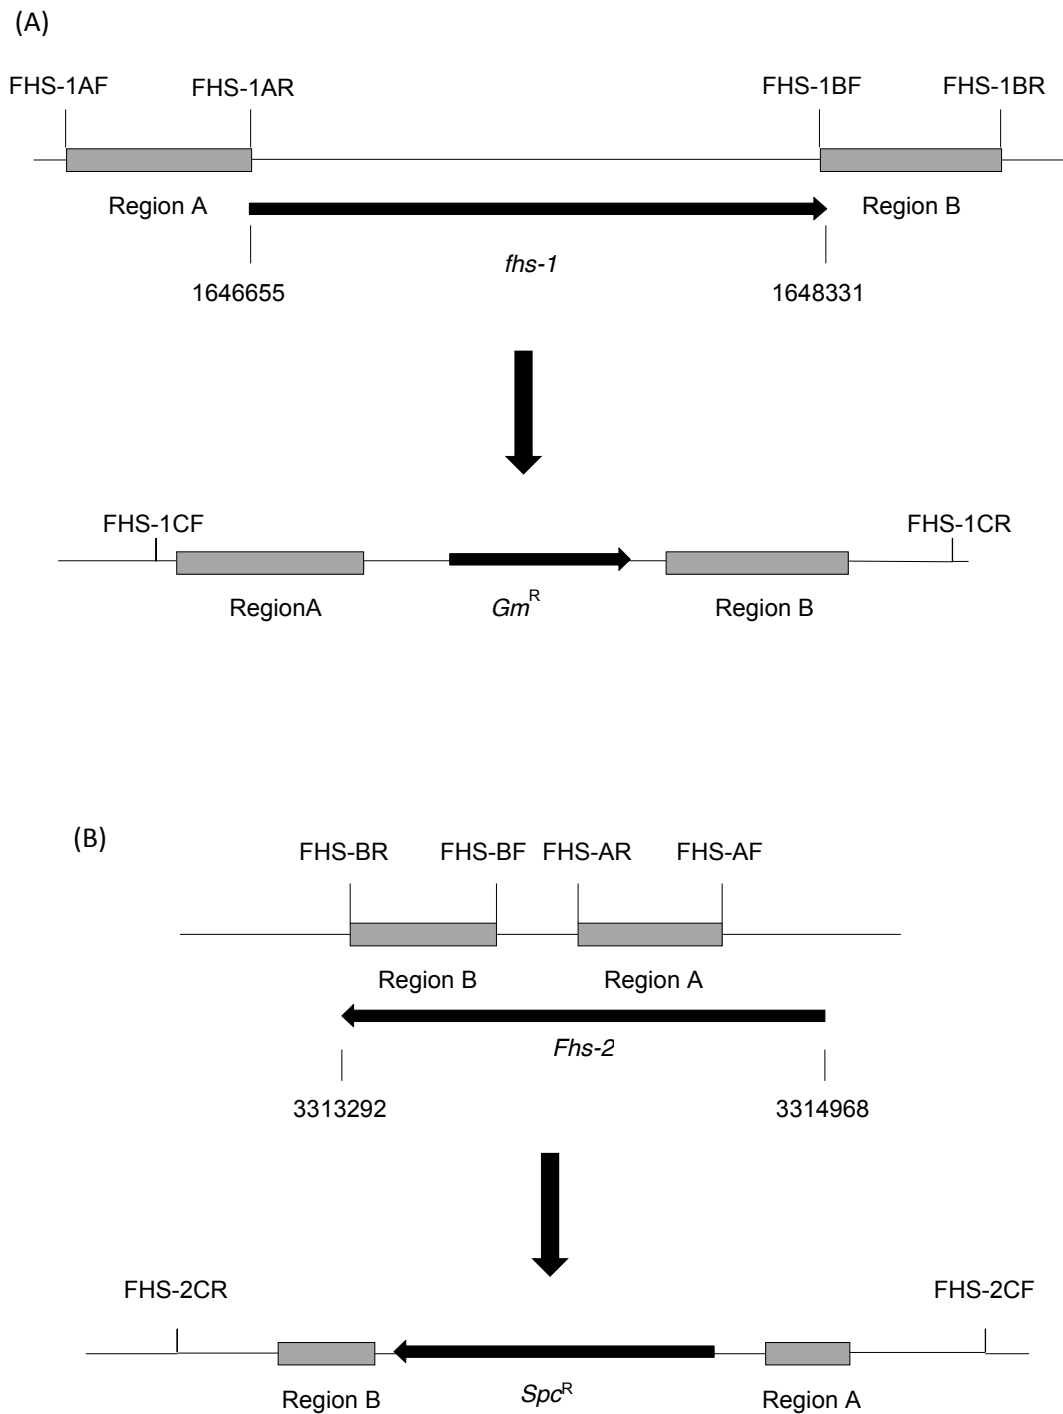 (A)
FHS-1AF FHS-1AR FHS-1BF FHS-1BR
Region A Region B
fhs-1
1646655 1648331
FHS-1CF FHS-1CR
RegionA GmR Region B
(B)
FHS-BR FHS-BF FHS-AR FHS-AF
Region B Region A
Fhs-2
3313292 3314968
FHS-2CR FHS-2CF
Region B SpcR Region A